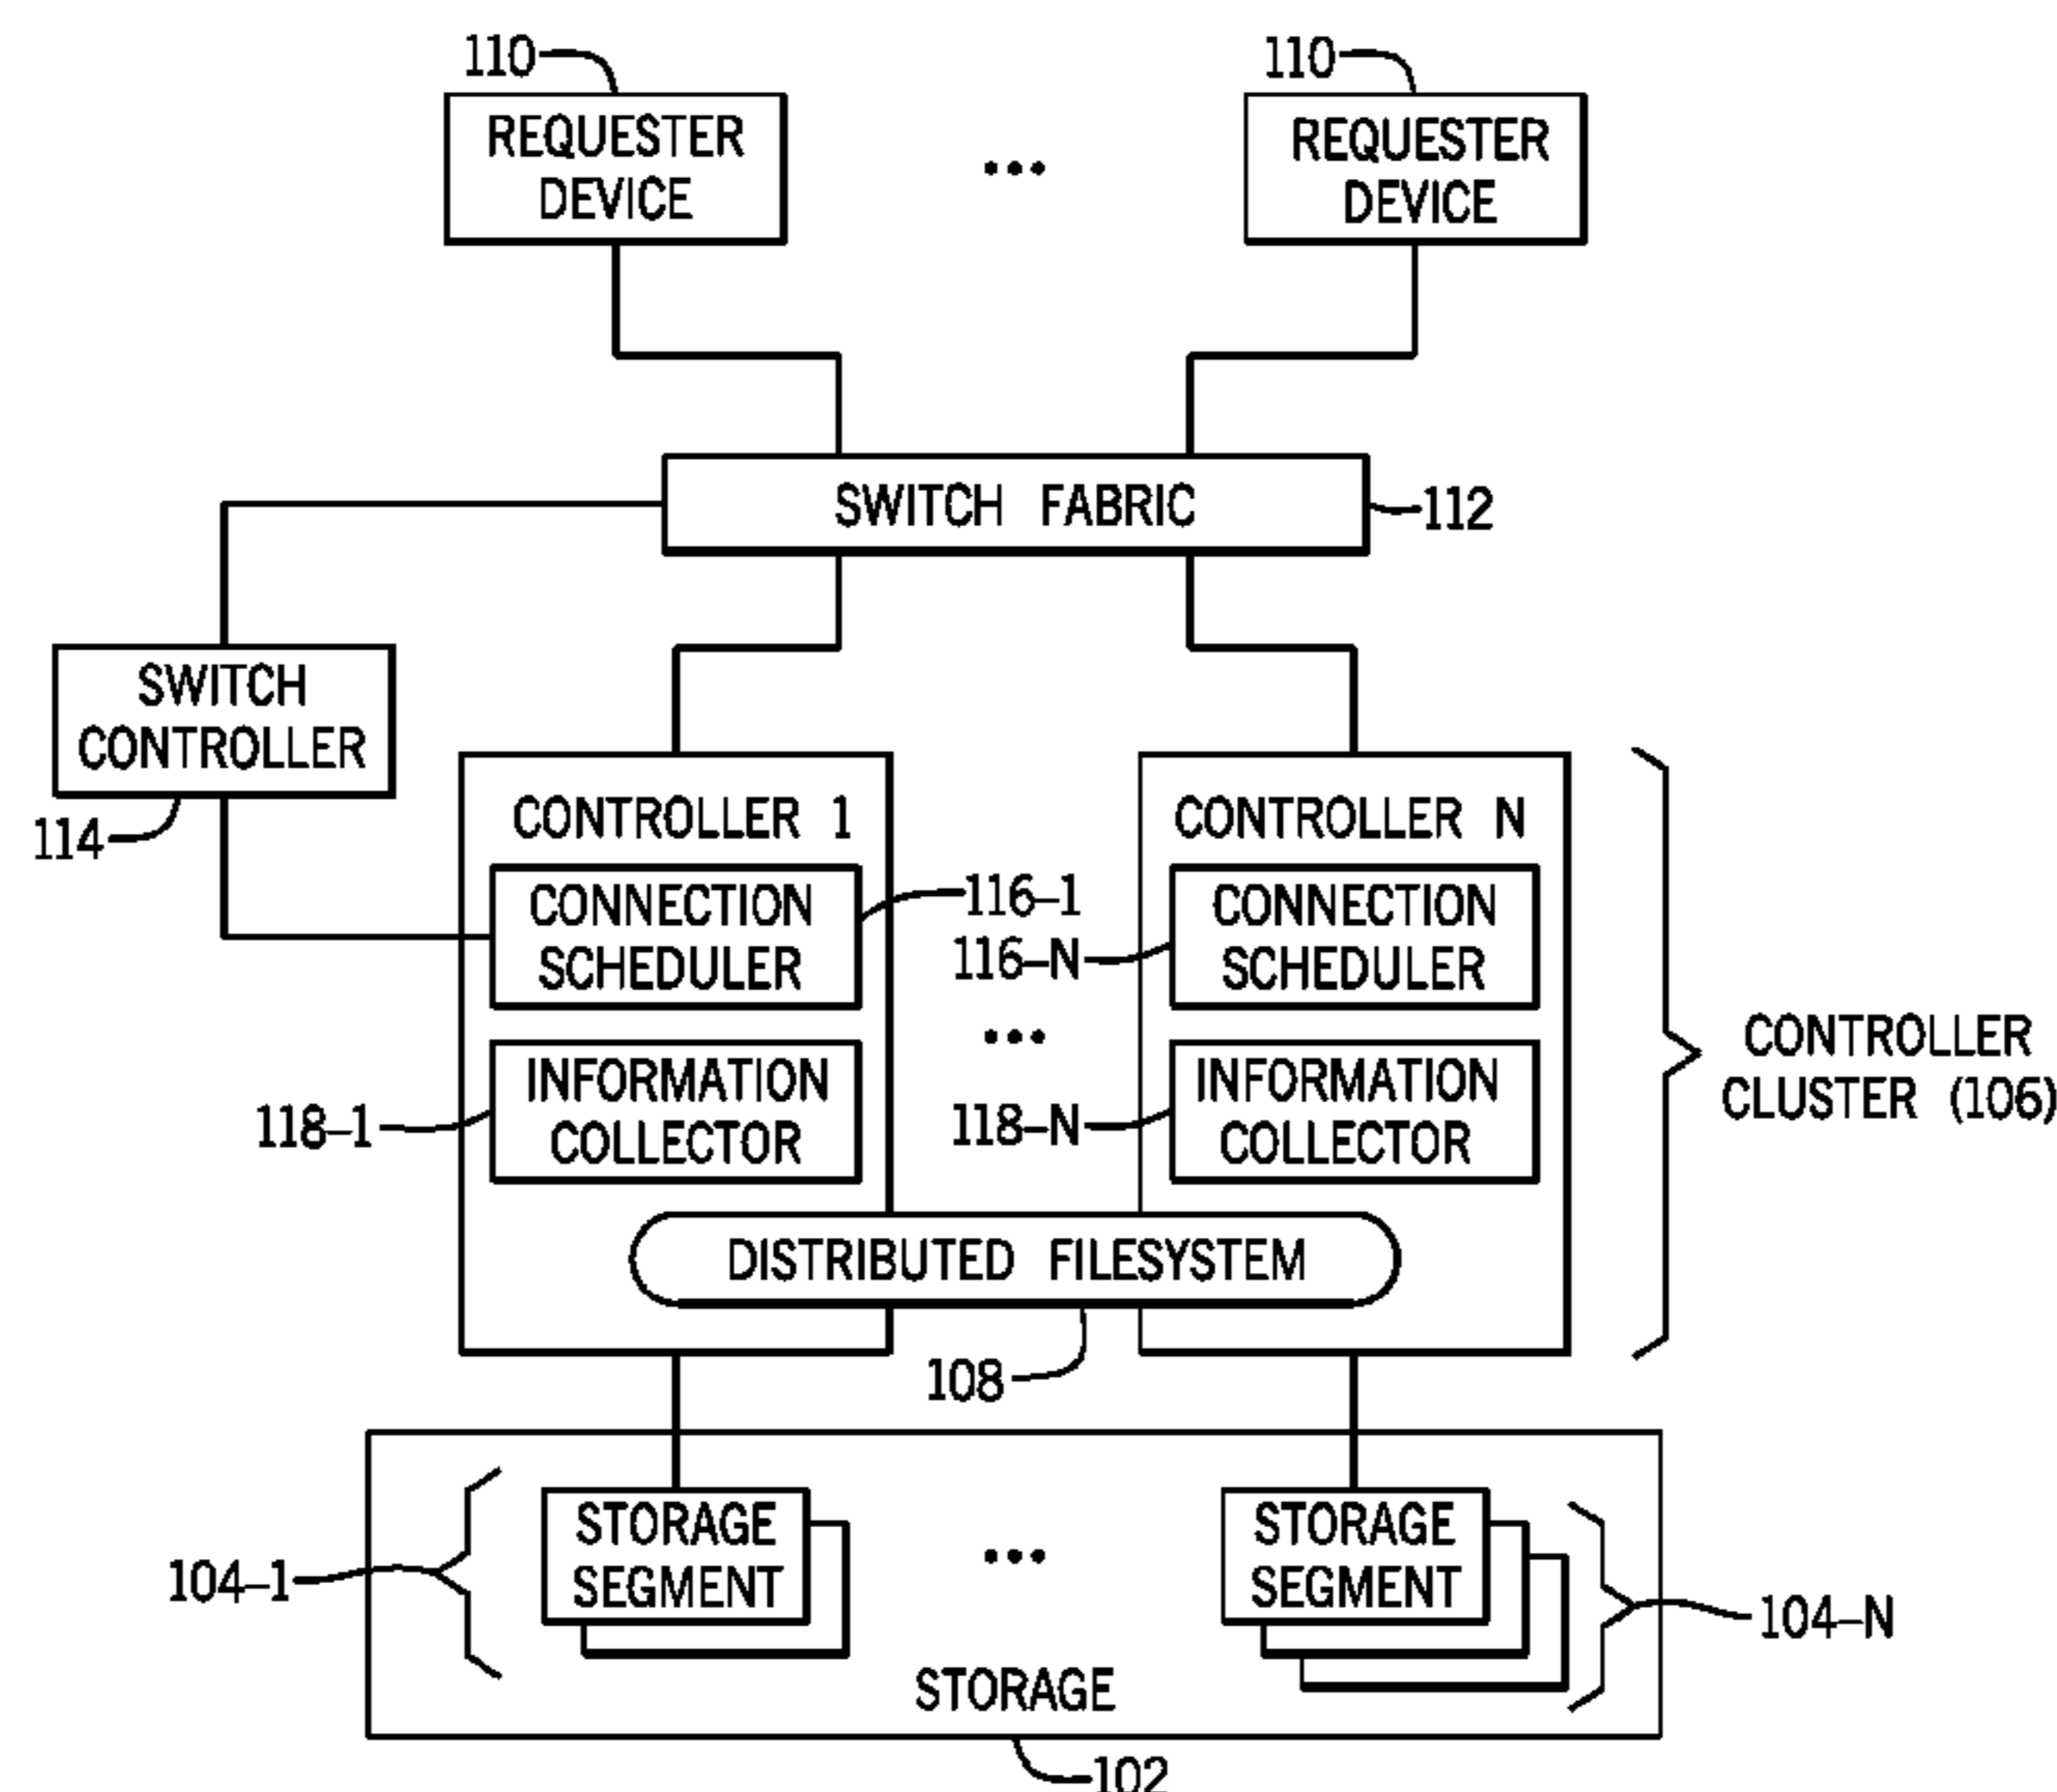 110
110
REQUESTER
DEVICE
...
REQUESTER
DEVICE
SWITCH FABRIC
112
SWITCH
CONTROLLER
114
CONTROLLER 1
CONTROLLER N
CONNECTION
SCHEDULER
116-1
116-N
CONNECTION
SCHEDULER
...
INFORMATION
COLLECTOR
118-1
118-N
INFORMATION
COLLECTOR
CONTROLLER
CLUSTER (106)
DISTRIBUTED FILESYSTEM
108
104-1
STORAGE
SEGMENT
...
STORAGE
SEGMENT
104-N
STORAGE
102